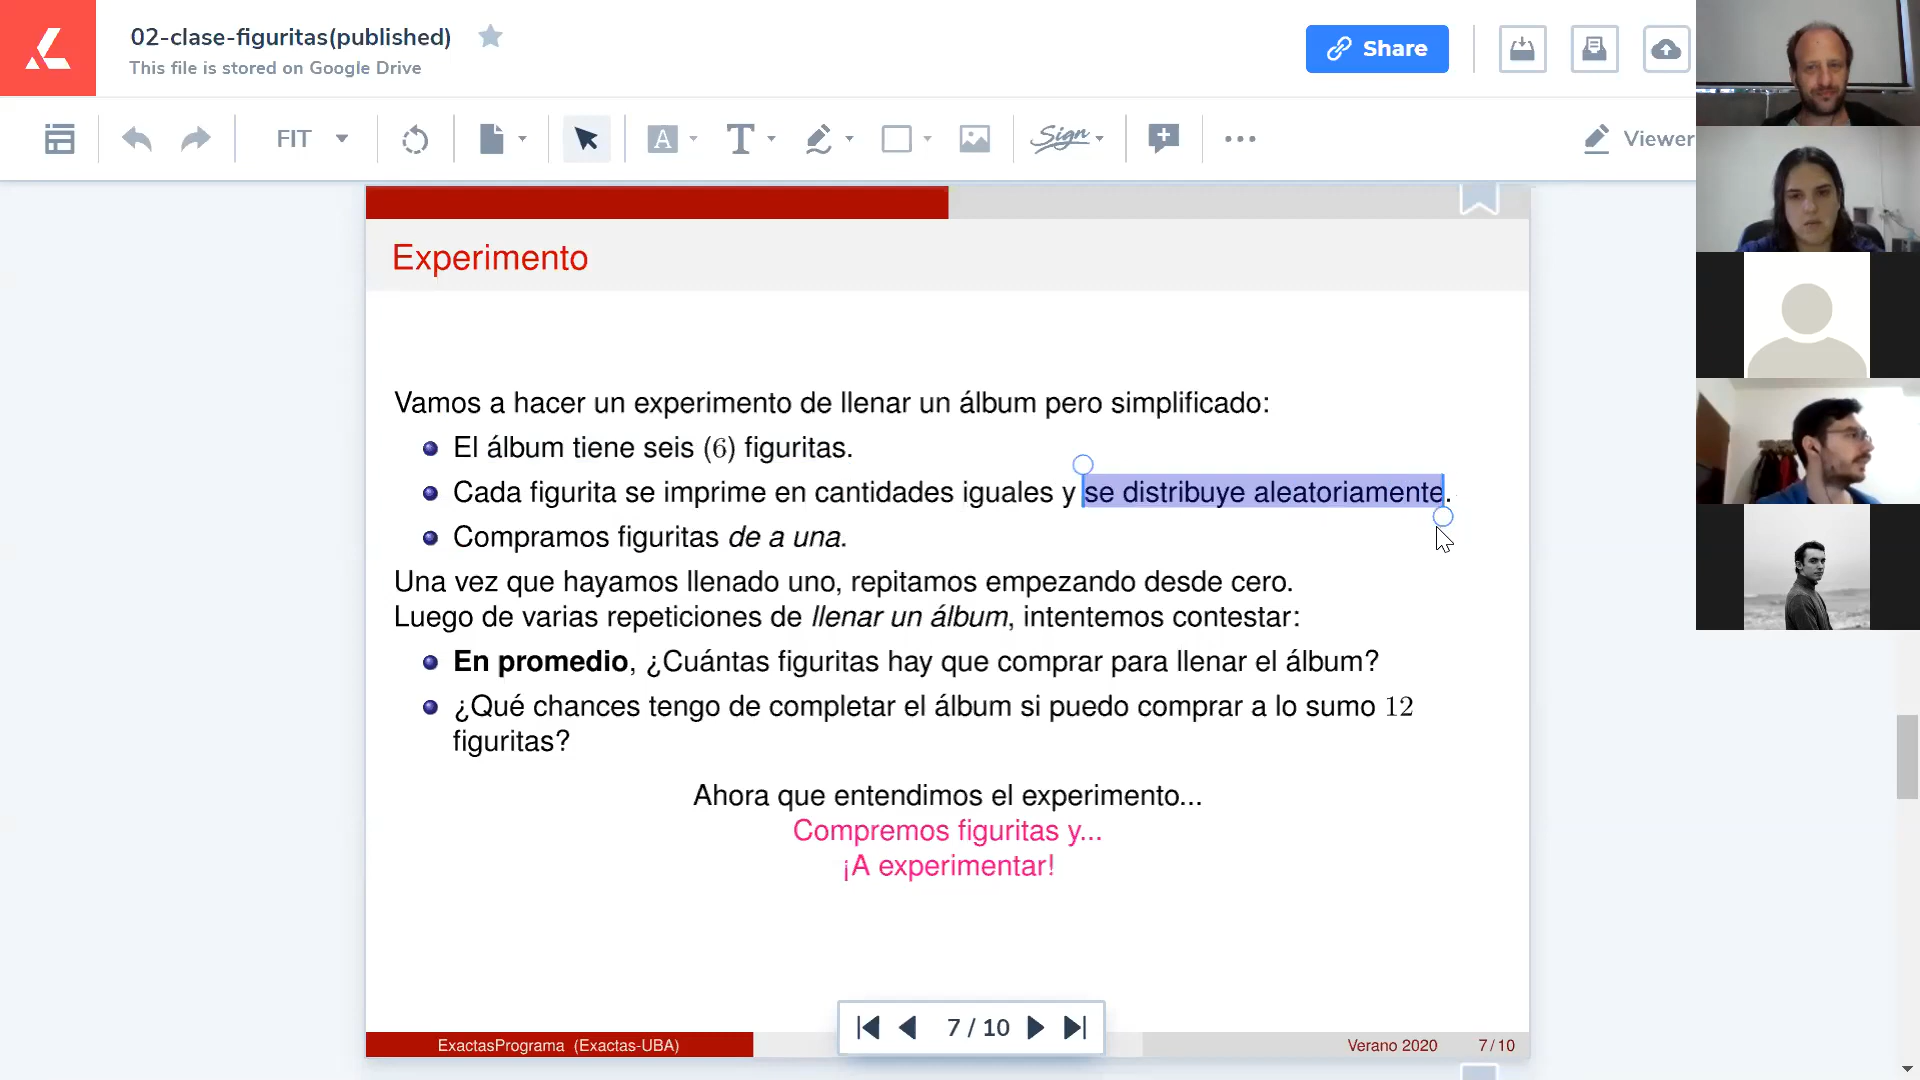 02-clase-figuritas(published)
This file is stored on Google Drive
Share
FIT
A
T
Sign
Viewer
Experimento
Vamos a hacer un experimento de llenar un álbum pero simplificado:
El álbum tiene seis (6) figuritas.
Cada figurita se imprime en cantidades iguales y se distribuye aleatoriamente.
Compramos figuritas de a una.
Una vez que hayamos llenado uno, repitamos empezando desde cero.
Luego de varias repeticiones de llenar un álbum, intentemos contestar:
En promedio, ¿Cuántas figuritas hay que comprar para llenar el álbum?
¿Qué chances tengo de completar el álbum si puedo comprar a lo sumo 12
figuritas?
Ahora que entendimos el experimento...
Compremos figuritas y...
¡A experimentar!
7 / 10
ExactasPrograma (Exactas-UBA)
Verano 2020
7/10